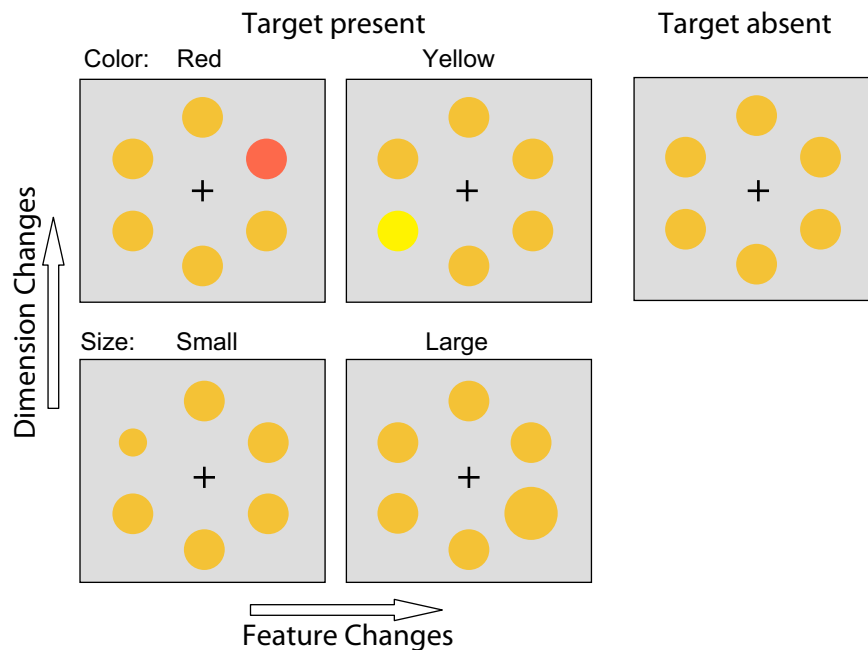 Target present
Target absent
Color: Red
Yellow
Size: Small
Large
Dimension Changes
Feature Changes